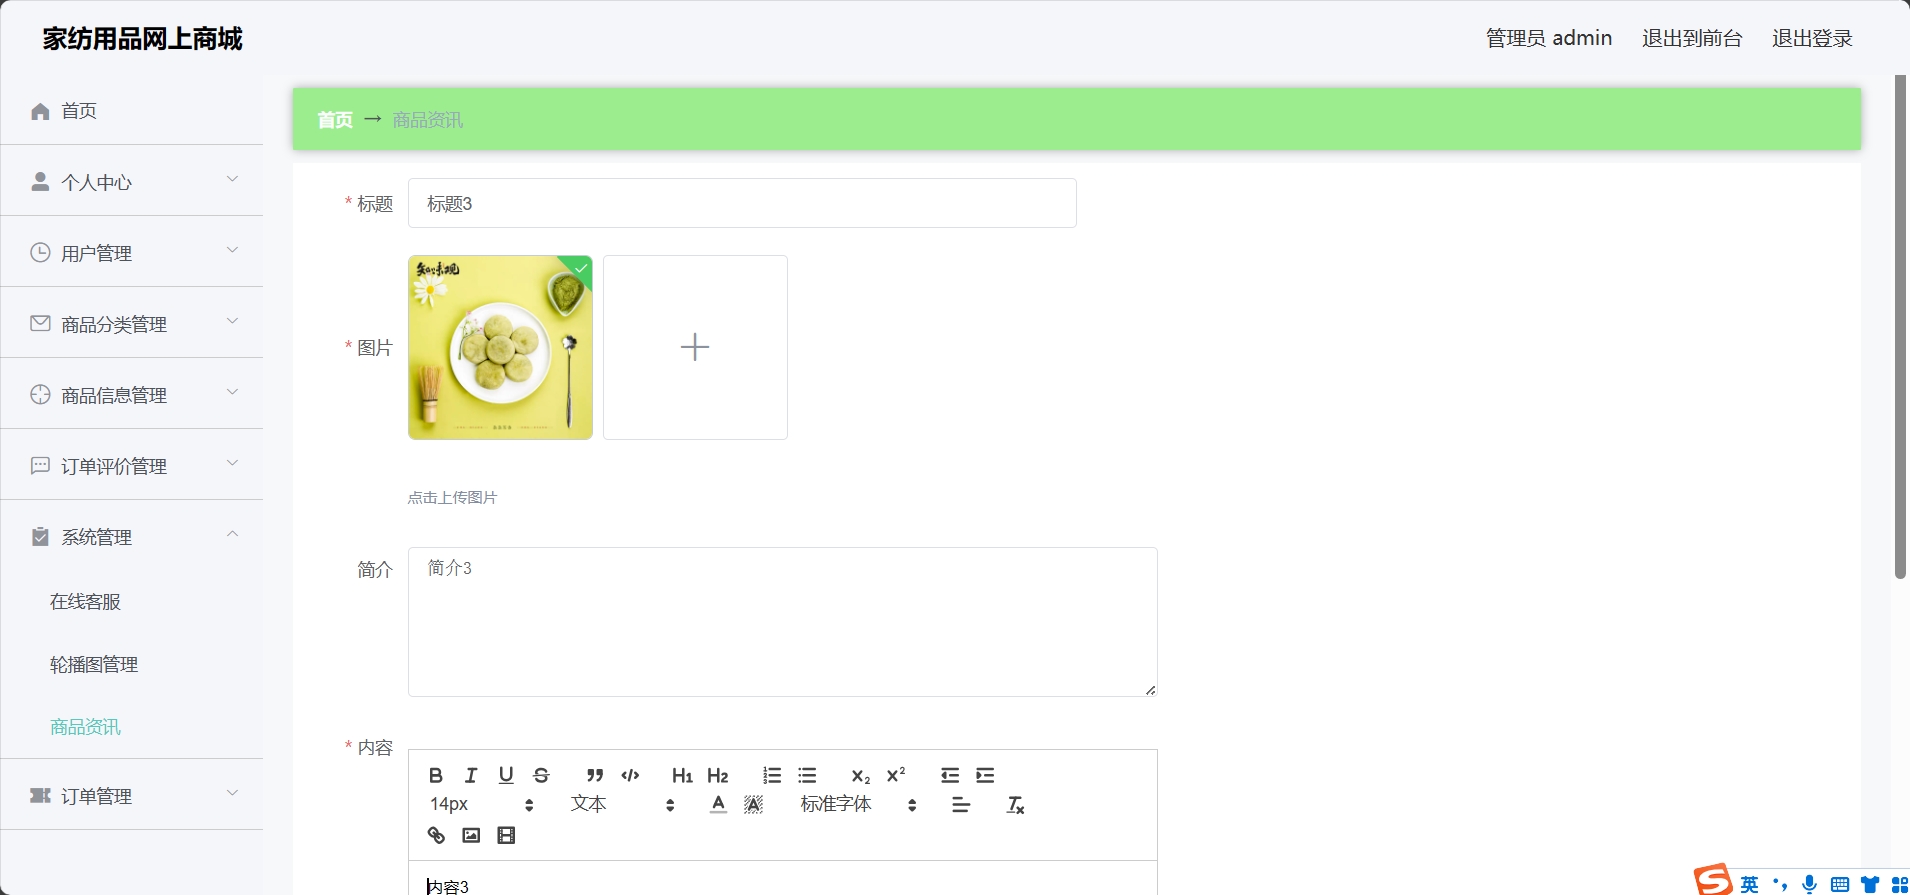 家纺用品网上商城
管理员 admin
退出到前台
退出登录
首页
个人中心
用户管理
商品分类管理
商品信息管理
订单评价管理
系统管理
在线客服
轮播图管理
商品资讯
订单管理
首页 → 商品资讯
* 标题
标题3
* 图片
知味观
点击上传图片
简介
简介3
* 内容
B I U S H1 H2 x2 x2
14px 文本 A A 标准字体 Tx
内容3
S 英